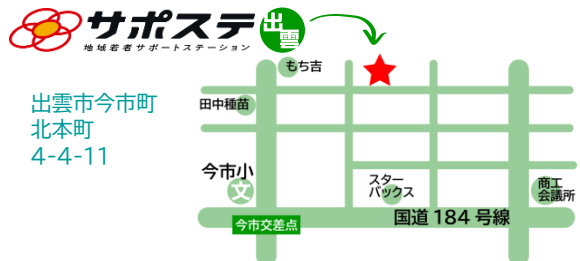 サポステ
出雲
地域若者サポートステーション
もち吉
出雲市今市町
北本町
4-4-11
田中種苗
今市小
文
スター
バックス
商工
会議所
国道184号線
今市交差点